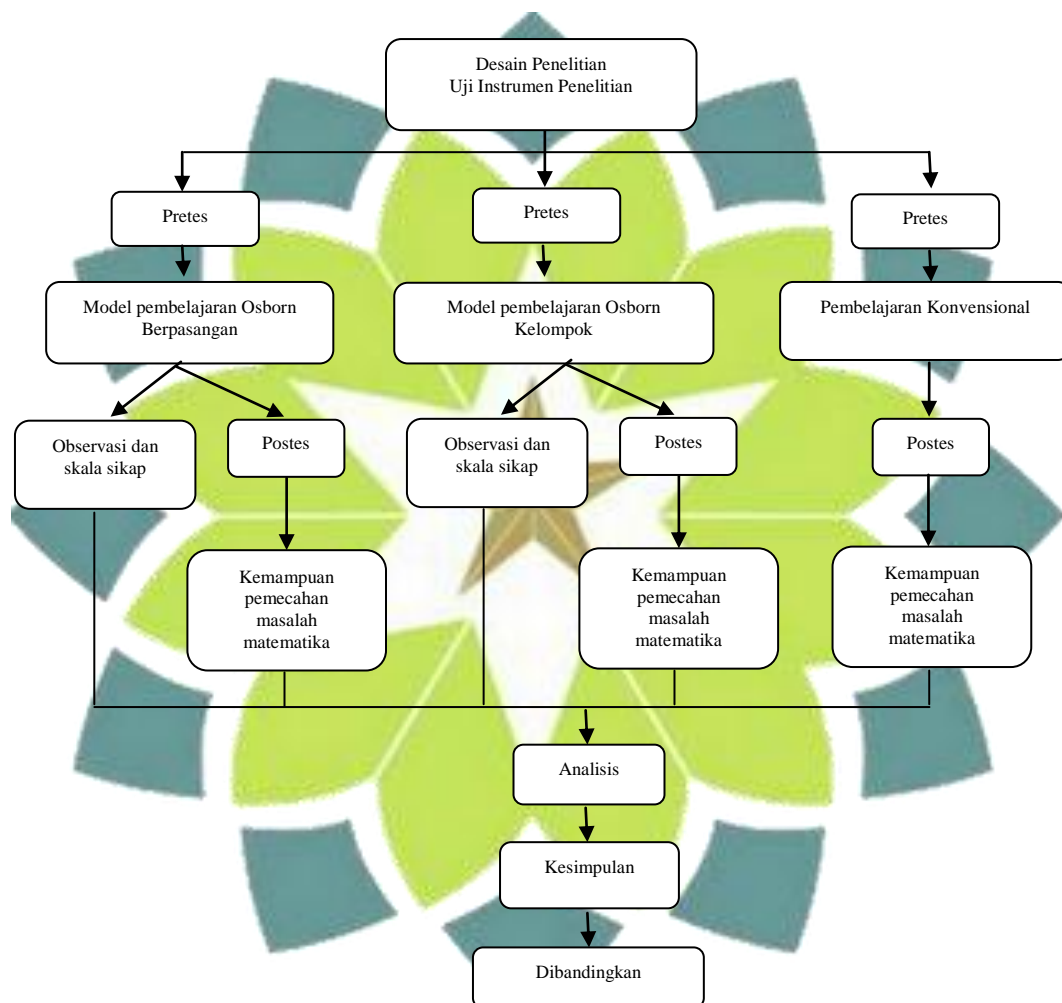 Desain Penelitian
Uji Instrumen Penelitian
Pretes
Pretes
Pretes
Model pembelajaran Osborn
Berpasangan
Model pembelajaran Osborn
Kelompok
Pembelajaran Konvensional
Observasi dan
skala sikap
Postes
Observasi dan
skala sikap
Postes
Postes
Kemampuan
pemecahan
masalah
matematika
Kemampuan
pemecahan
masalah
matematika
Kemampuan
pemecahan
masalah
matematika
Analisis
Kesimpulan
Dibandingkan